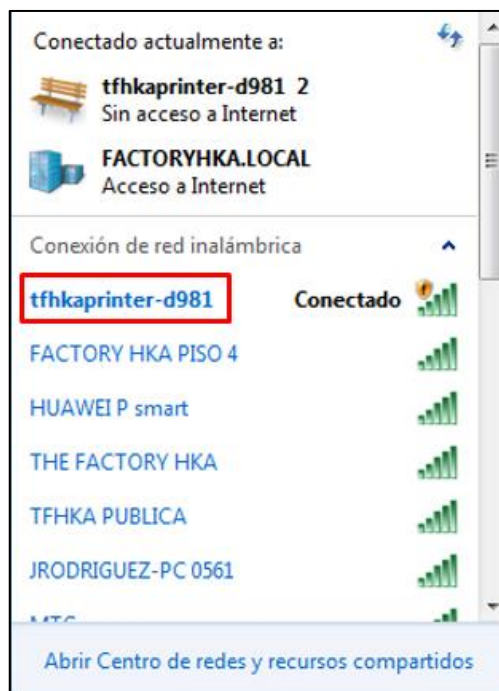 Conectado actualmente a:
tfhkaprinter-d981 2
Sin acceso a Internet
FACTORYHKA.LOCAL
Acceso a Internet
Conexión de red inalámbrica
tfhkaprinter-d981 Conectado
FACTORY HKA PISO 4
HUAWEI P smart
THE FACTORY HKA
TFHKA PUBLICA
JRODRIGUEZ-PC 0561
Abrir Centro de redes y recursos compartidos